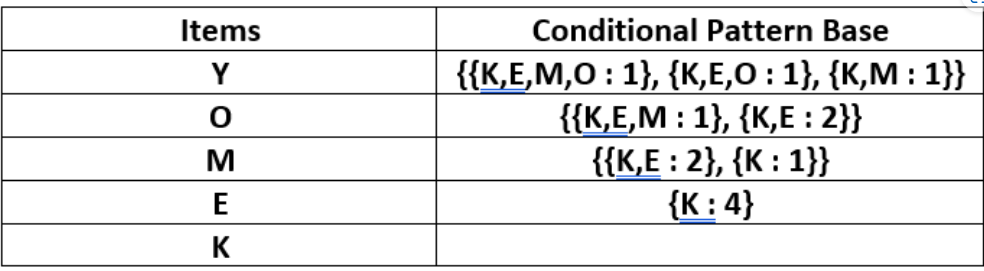 Items Conditional Pattern Base
Y {{K,E,M,O : 1}, {K,E,O : 1}, {K,M : 1}}
O {{K,E,M : 1}, {K,E : 2}}
M {{K,E : 2}, {K : 1}}
E {K : 4}
K